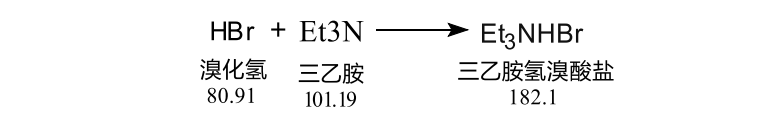 HBr + Et3N → Et₃NHBr
溴化氢 三乙胺 三乙胺氢溴酸盐
80.91 101.19 182.1